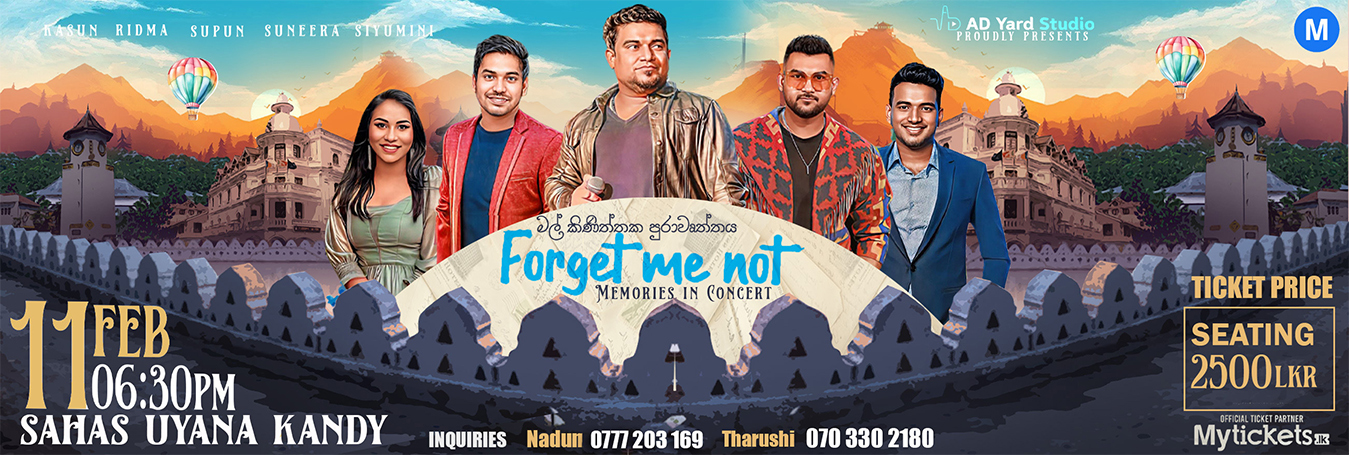 KASUN RIDMA SUPUN SUNEERA SIYUMINI
AD Yard Studio
PROUDLY PRESENTS
M
මල් කිණිත්තක පුරාවෘත්තය
Forget me not
MEMORIES IN CONCERT
11 FEB
06:30PM
SAHAS UYANA KANDY
TICKET PRICE
SEATING
2500LKR
OFFICIAL TICKET PARTNER
Mytickets.lk
INQUIRIES Nadun 0777 203 169 Tharushi 070 330 2180